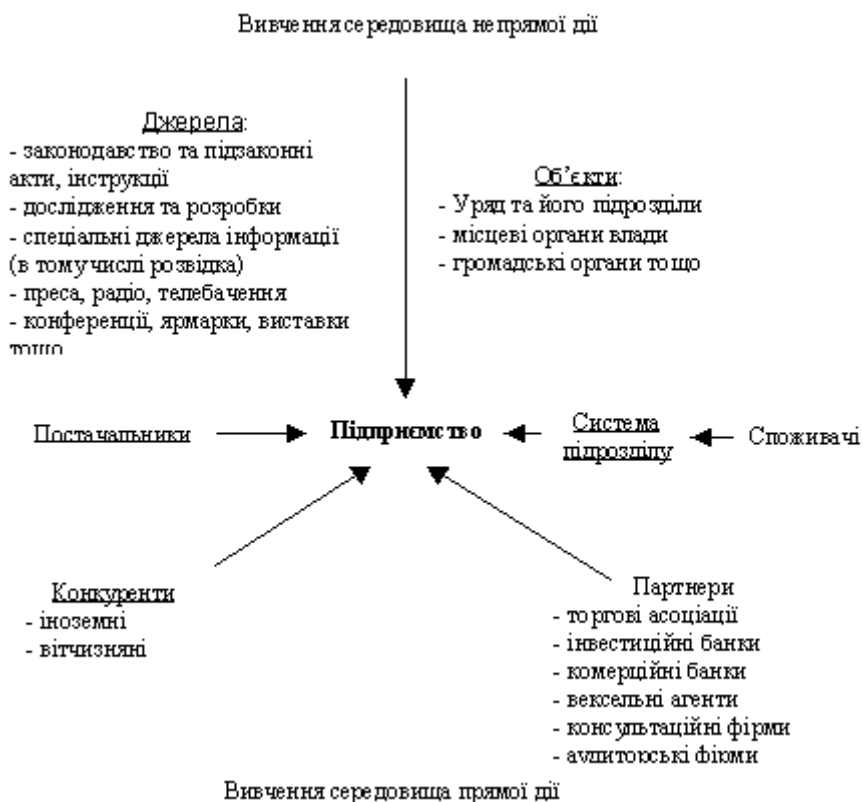 Вивчення середовища непрямої дії
Джерела:
- законодавство та підзаконні
акти, інструкції
- дослідження та розробки
- спеціальні джерела інформації
(в тому числі розвідка)
- преса, радіо, телебачення
- конференції, ярмарки, виставки
тощо
Об’єкти:
- Уряд та його підрозділи
- місцеві органи влади
- громадські органи тощо
Постачальники
Підприємство
Система
підрозділу
Споживачі
Конкуренти
- іноземні
- вітчизняні
Партнери
- торгові асоціації
- інвестиційні банки
- комерційні банки
- вексельні агенти
- консультаційні фірми
- аудиторські фірми
Вивчення середовища прямої дії